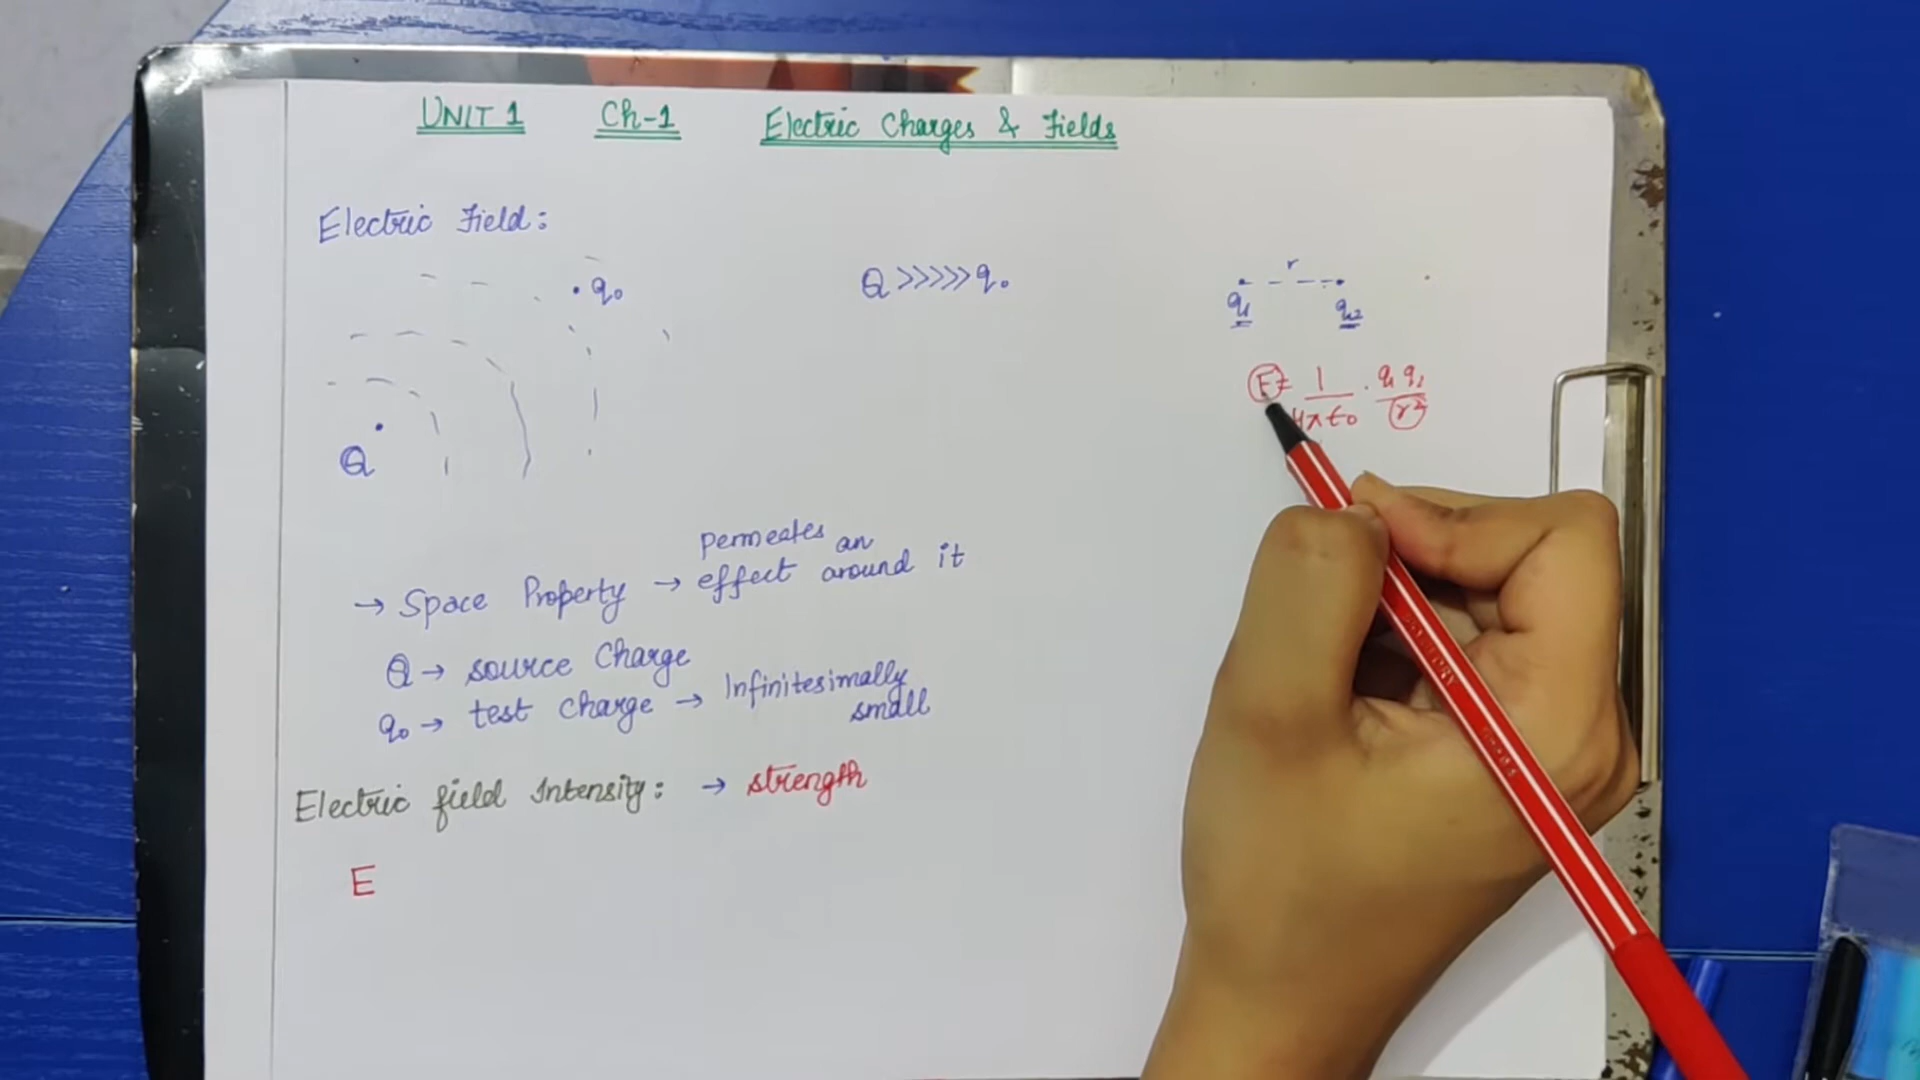 UNIT 1 Ch-1 Electric Charges & Fields
Electric Field:
q₀
Q >>>>> q₀
r
q₁ q₂
F = 1/4πε₀ · q₁q₂/r²
Q
permeates an
→ Space Property → effect around it
Q → source Charge
q₀ → test charge → Infinitesimally
small
Electric field Intensity: → strength
E